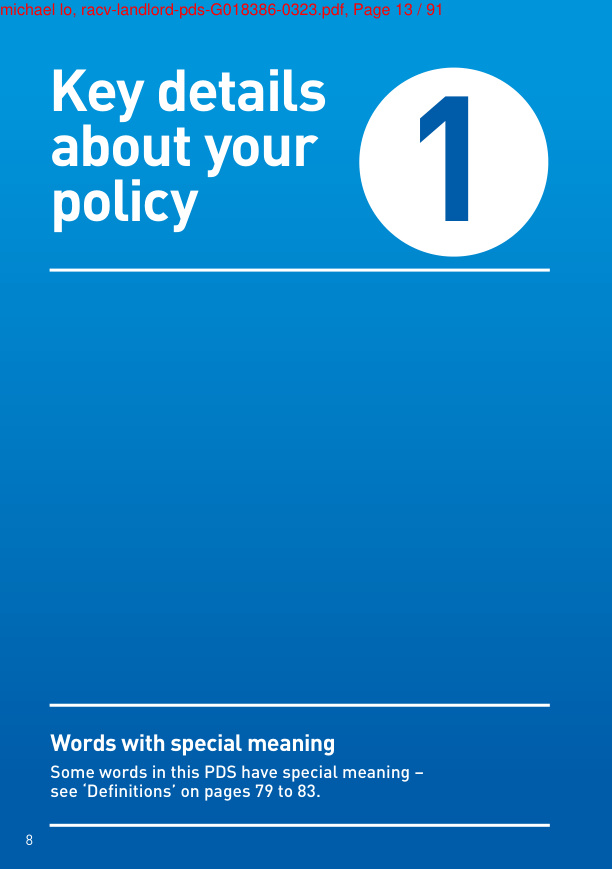 michael lo, racv-landlord-pds-G018386-0323.pdf, Page 13 / 91
Key details
about your
policy
1
Words with special meaning
Some words in this PDS have special meaning –
see ‘Definitions’ on pages 79 to 83.
8